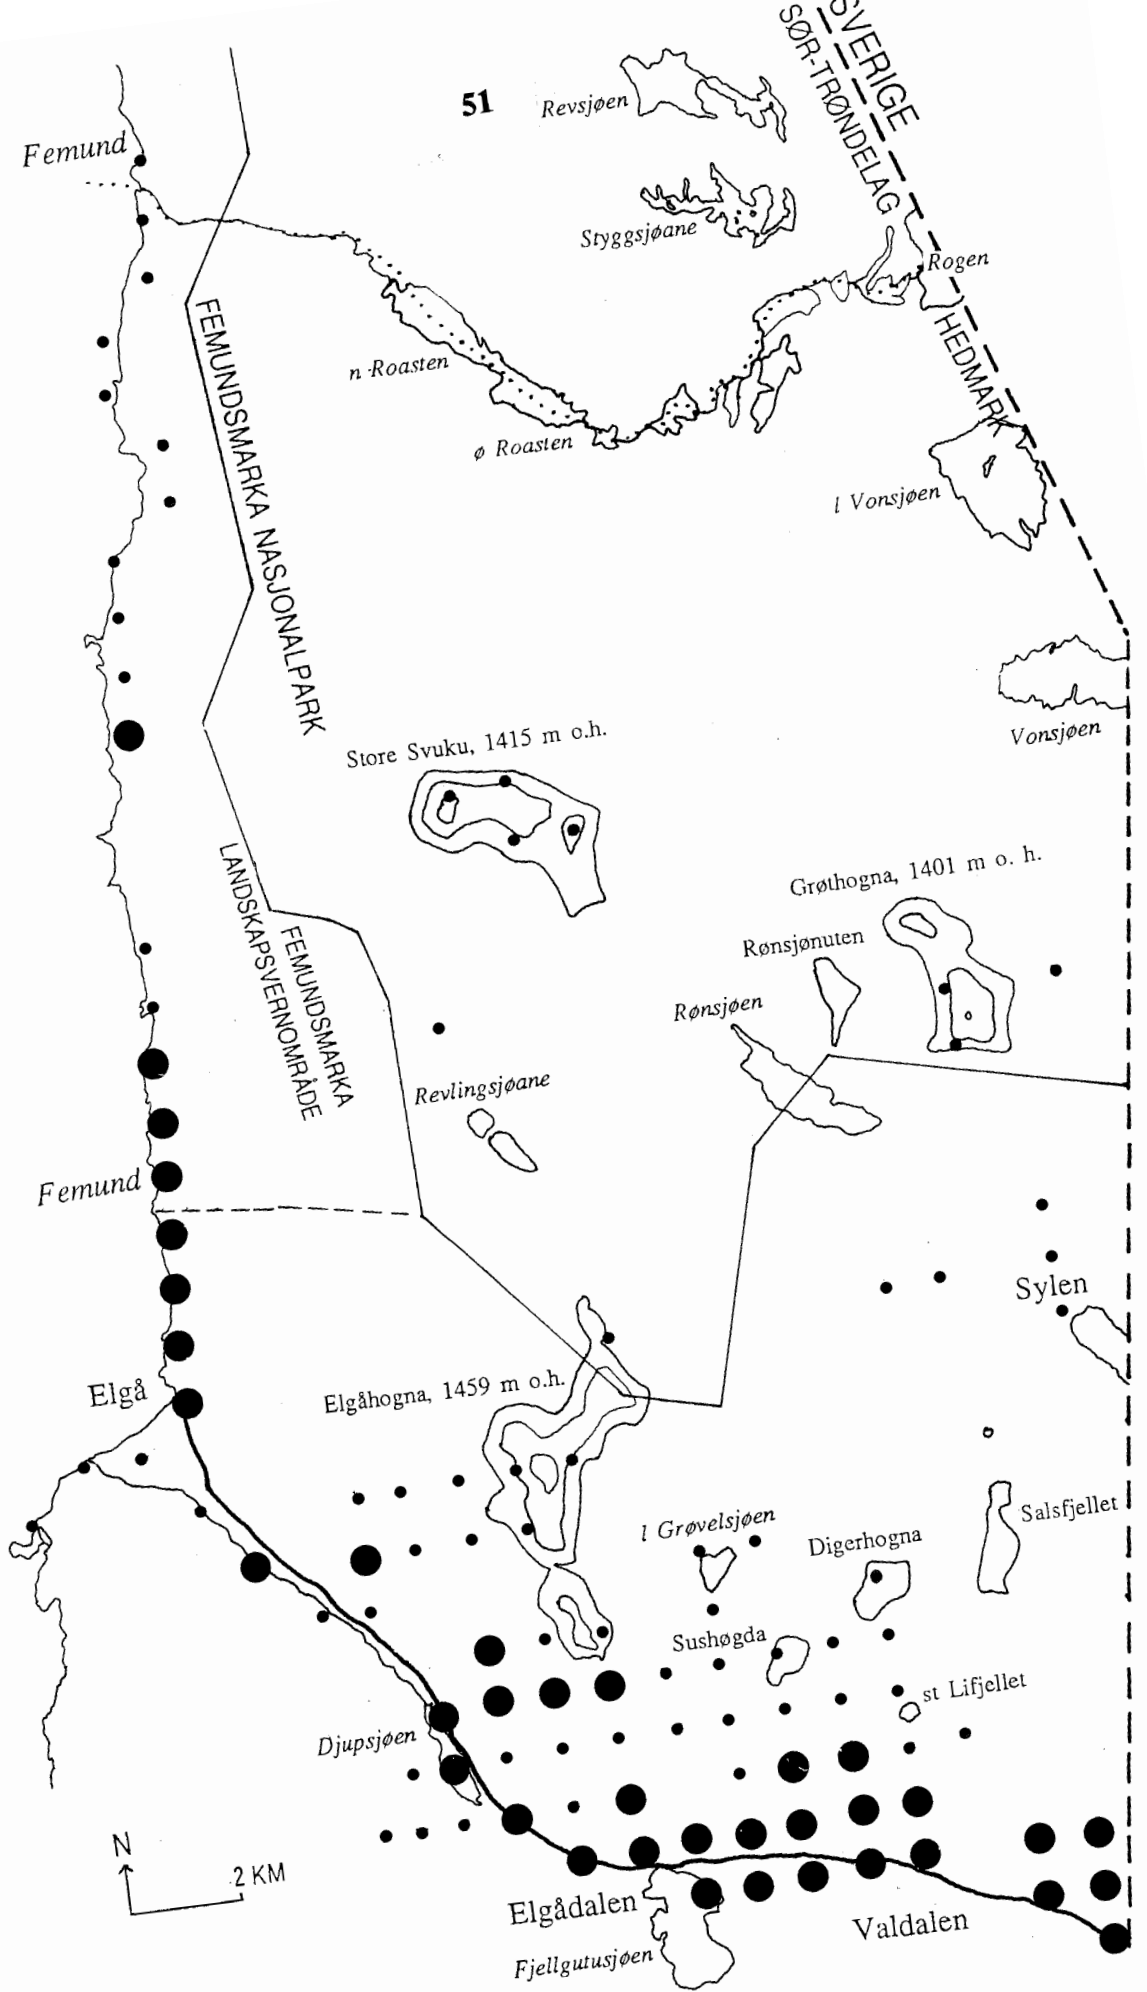 SVERIGE
SØR-TRØNDELAG
51
Revsjøen
Femund
Styggsjøane
Rogen
HEDMARK
FEMUNDSMARKA NASJONALPARK
n Roasten
ø Roasten
l Vonsjøen
Vonsjøen
Store Svuku, 1415 m o.h.
Grøthogna, 1401 m o. h.
LANDSKAPSVERNOMRÅDE
FEMUNDSMARKA
Rønsjønuten
Rønsjøen
Revlingsjøane
Femund
Sylen
Elgå
Elgåhogna, 1459 m o.h.
l Grøvelsjøen
Salsfjellet
Digerhogna
Sushøgda
st Lifjellet
Djupsjøen
N
2 KM
Elgådalen
Valdalen
Fjellgutusjøen